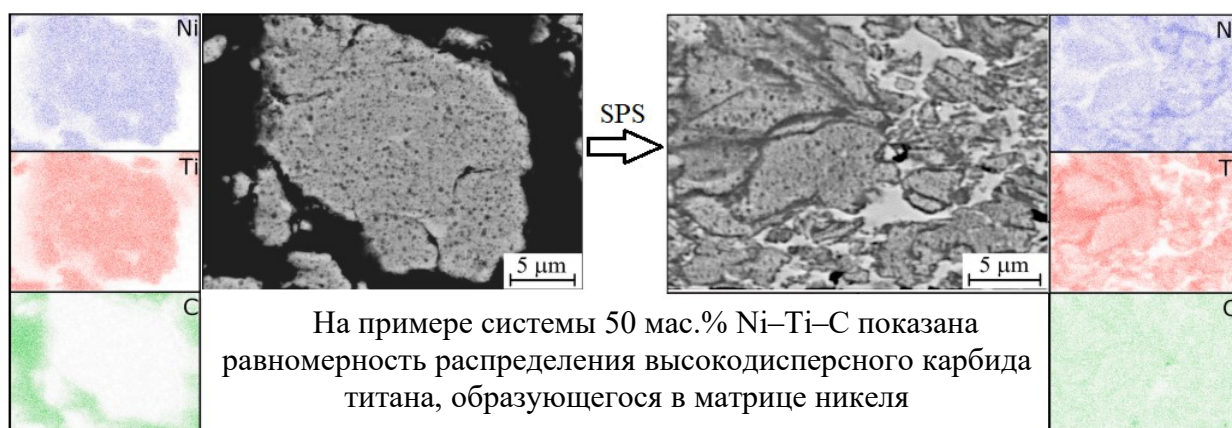 Ni
SPS
N
Ti
T
5 μm
5 μm
C
На примере системы 50 мас.% Ni–Ti–C показана
равномерность распределения высокодисперсного карбида
титана, образующегося в матрице никеля